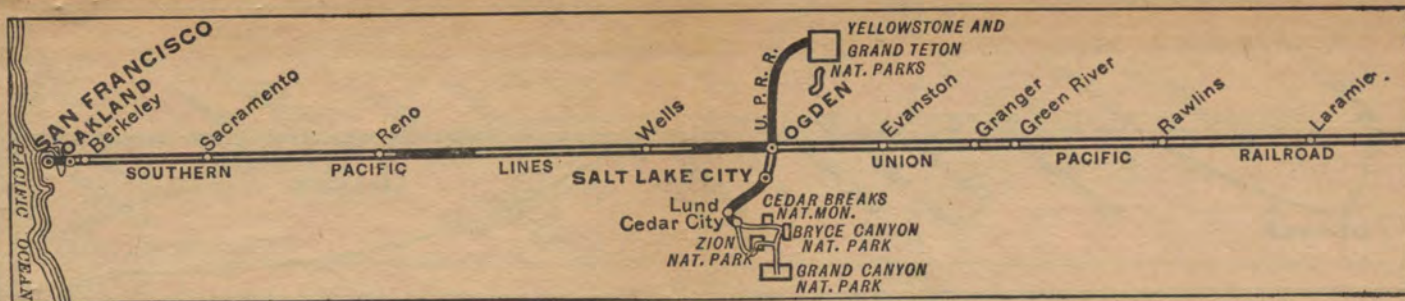 PACIFIC OCEAN
SAN FRANCISCO
OAKLAND
Berkeley
Sacramento
Reno
Wells
OGDEN
Evanston
Granger
Green River
Rawlins
Laramie
SOUTHERN PACIFIC LINES
UNION PACIFIC RAILROAD
U. P. R. R.
YELLOWSTONE AND
GRAND TETON
NAT. PARKS
SALT LAKE CITY
Lund
Cedar City
CEDAR BREAKS
NAT. MON.
BRYCE CANYON
NAT. PARK
ZION
NAT. PARK
GRAND CANYON
NAT. PARK